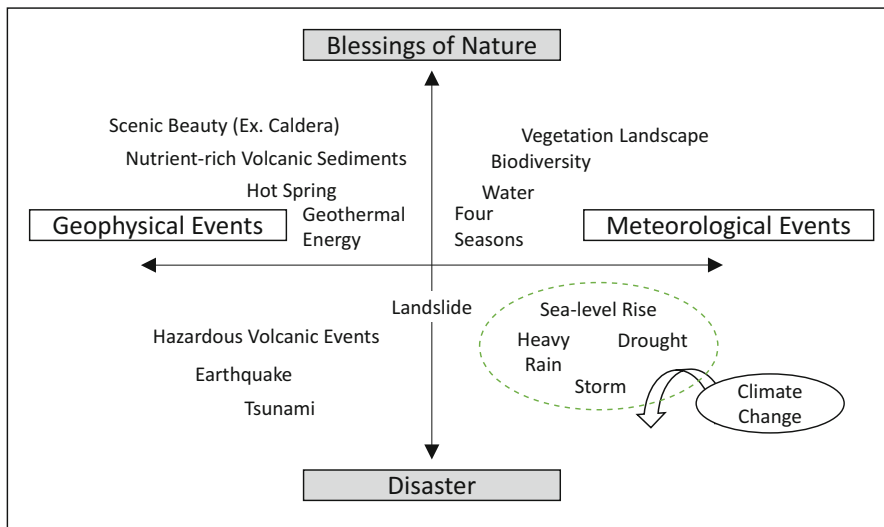 Blessings of Nature
Scenic Beauty (Ex. Caldera)
Nutrient-rich Volcanic Sediments
Hot Spring
Geothermal
Energy
Vegetation Landscape
Biodiversity
Water
Four
Seasons
Geophysical Events
Meteorological Events
Landslide
Hazardous Volcanic Events
Earthquake
Tsunami
Sea-level Rise
Heavy
Rain
Drought
Storm
Climate
Change
Disaster